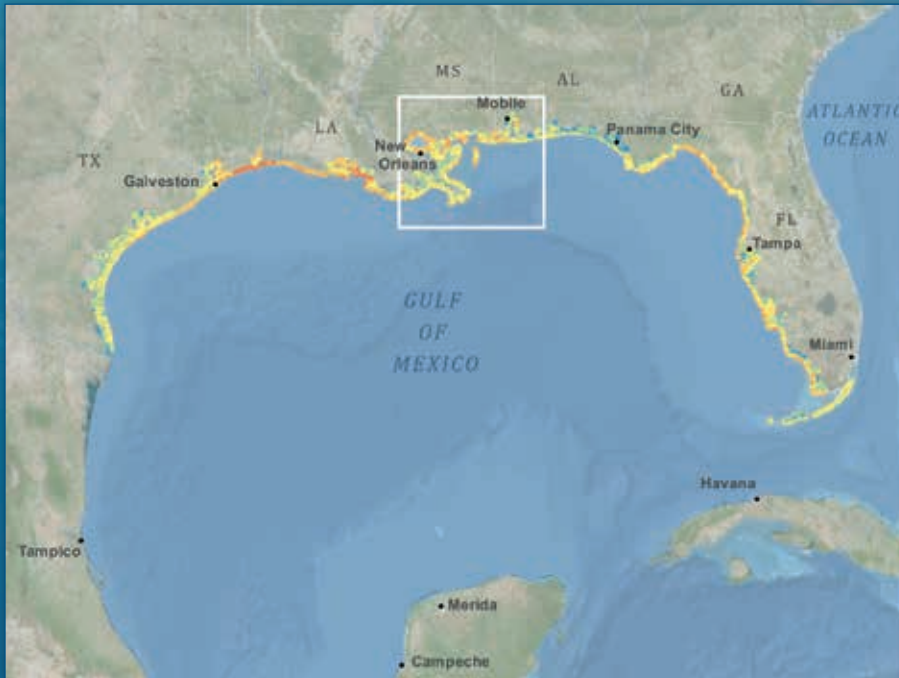 MS
AL
Mobile
GA
ATLANTIC
OCEAN
Panama City
LA
New
Orleans
TX
Galveston
FL
Tampa
GULF
OF
MEXICO
Miami
Havana
Tampico
Merida
Campeche